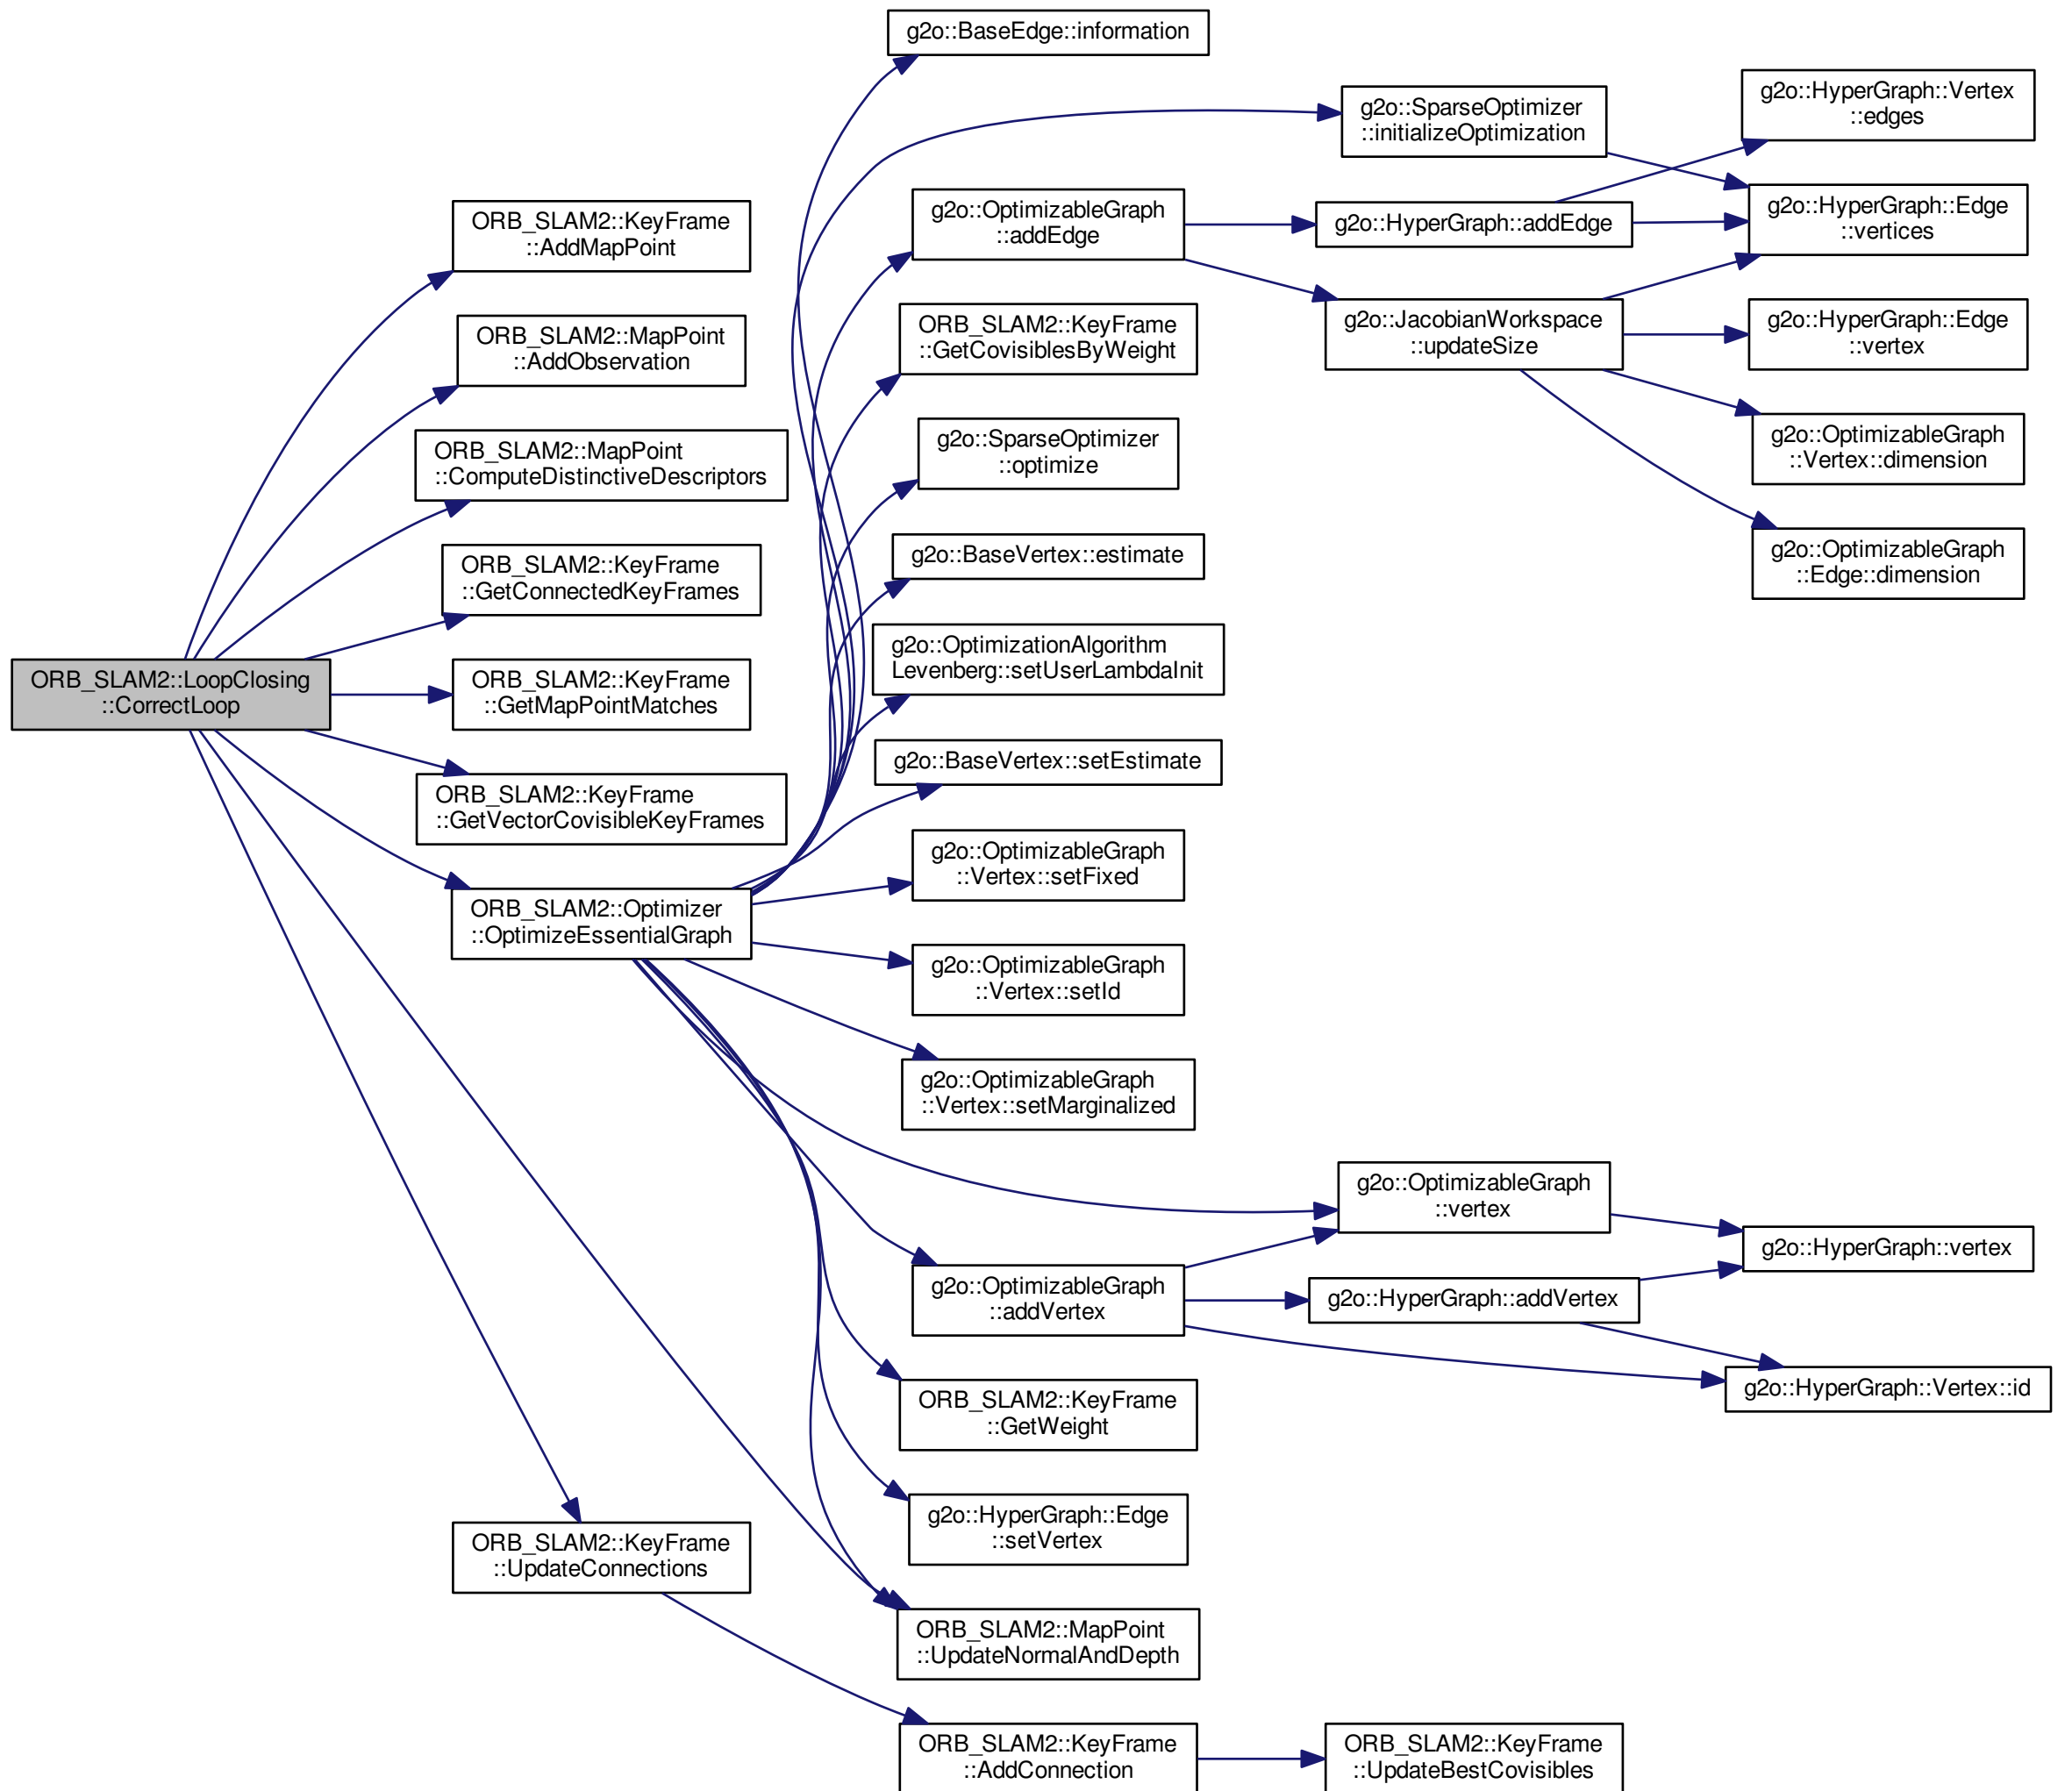 g2o::BaseEdge::information
g2o::SparseOptimizer
::initializeOptimization
g2o::HyperGraph::Vertex
::edges
ORB_SLAM2::KeyFrame
::AddMapPoint
g2o::OptimizableGraph
::addEdge
g2o::HyperGraph::addEdge
g2o::HyperGraph::Edge
::vertices
ORB_SLAM2::MapPoint
::AddObservation
ORB_SLAM2::KeyFrame
::GetCovisiblesByWeight
g2o::JacobianWorkspace
::updateSize
g2o::HyperGraph::Edge
::vertex
ORB_SLAM2::MapPoint
::ComputeDistinctiveDescriptors
g2o::SparseOptimizer
::optimize
g2o::OptimizableGraph
::Vertex::dimension
ORB_SLAM2::KeyFrame
::GetConnectedKeyFrames
g2o::BaseVertex::estimate
g2o::OptimizableGraph
::Edge::dimension
ORB_SLAM2::LoopClosing
::CorrectLoop
ORB_SLAM2::KeyFrame
::GetMapPointMatches
g2o::OptimizationAlgorithm
Levenberg::setUserLambdaInit
ORB_SLAM2::KeyFrame
::GetVectorCovisibleKeyFrames
g2o::BaseVertex::setEstimate
ORB_SLAM2::Optimizer
::OptimizeEssentialGraph
g2o::OptimizableGraph
::Vertex::setFixed
g2o::OptimizableGraph
::Vertex::setId
g2o::OptimizableGraph
::Vertex::setMarginalized
g2o::OptimizableGraph
::vertex
g2o::HyperGraph::vertex
g2o::OptimizableGraph
::addVertex
g2o::HyperGraph::addVertex
g2o::HyperGraph::Vertex::id
ORB_SLAM2::KeyFrame
::GetWeight
g2o::HyperGraph::Edge
::setVertex
ORB_SLAM2::KeyFrame
::UpdateConnections
ORB_SLAM2::MapPoint
::UpdateNormalAndDepth
ORB_SLAM2::KeyFrame
::AddConnection
ORB_SLAM2::KeyFrame
::UpdateBestCovisibles